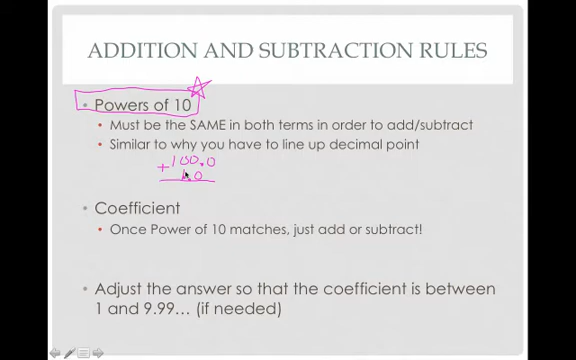 ADDITION AND SUBTRACTION RULES
• Powers of 10
• Must be the SAME in both terms in order to add/subtract
• Similar to why you have to line up decimal point
100.0
+ 1.0
• Coefficient
• Once Power of 10 matches, just add or subtract!
• Adjust the answer so that the coefficient is between
1 and 9.99… (if needed)